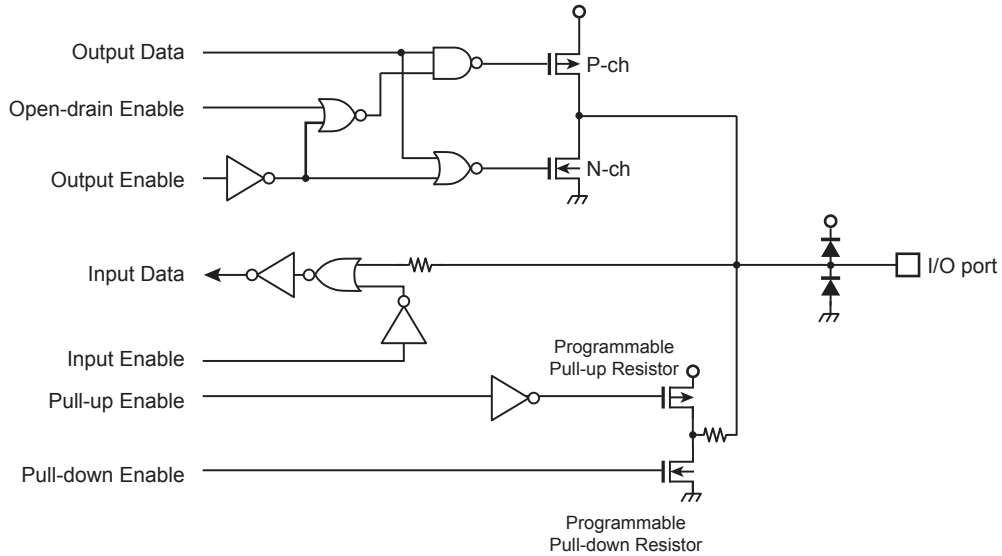 Output Data
P-ch
Open-drain Enable
N-ch
Output Enable
Input Data
I/O port
Input Enable
Programmable
Pull-up Resistor
Pull-up Enable
Pull-down Enable
Programmable
Pull-down Resistor